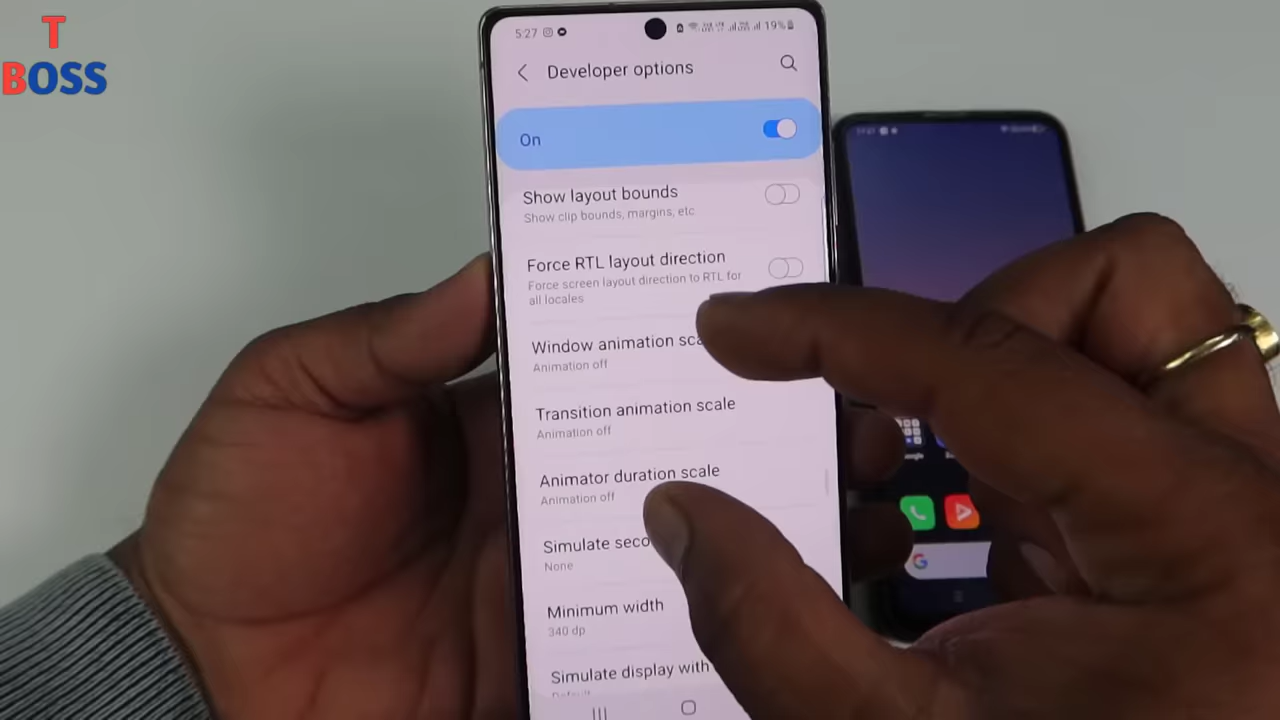 T
BOSS
5:27
19%
Developer options
On
Show layout bounds
Show clip bounds, margins, etc.
Force RTL layout direction
Force screen layout direction to RTL for
all locales
Window animation sca
Animation off
Transition animation scale
Animation off
Animator duration scale
Animation off
Simulate seco
None
Minimum width
340 dp
Simulate display with
Default
G